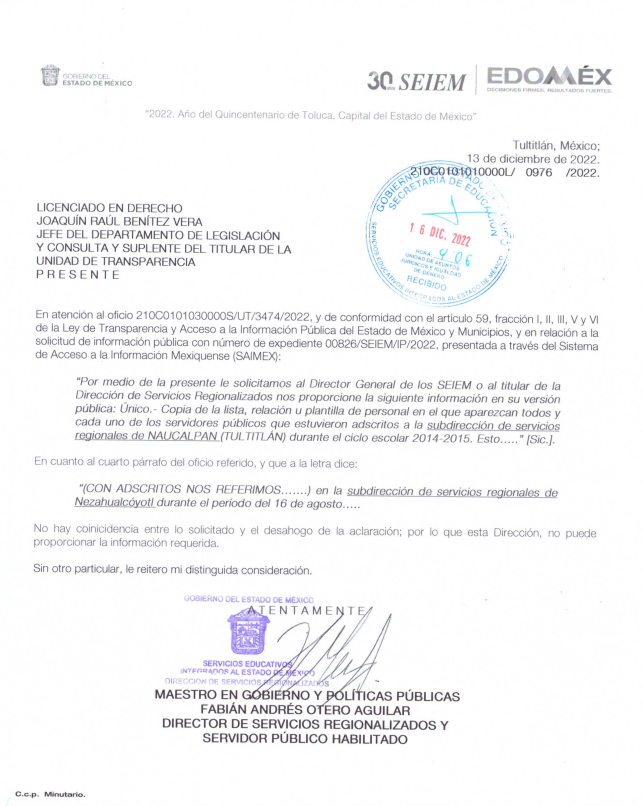 GOBIERNO DEL
ESTADO DE MÉXICO
30 años SEIEM
EDOMÉX
DECISIONES FIRMES, RESULTADOS FUERTES.
"2022. Año del Quincentenario de Toluca, Capital del Estado de México"
Tultitlán, México;
13 de diciembre de 2022.
210C0101010000L/ 0976 /2022.
SECRETARÍA DE EDUCACIÓN
16 DIC. 2022
HORA: 9:06
UNIDAD DE ASUNTOS
JURÍDICOS E IGUALDAD
DE GÉNERO
RECIBIDO
SERVICIOS EDUCATIVOS INTEGRADOS AL ESTADO DE MÉXICO
LICENCIADO EN DERECHO
JOAQUÍN RAÚL BENÍTEZ VERA
JEFE DEL DEPARTAMENTO DE LEGISLACIÓN
Y CONSULTA Y SUPLENTE DEL TITULAR DE LA
UNIDAD DE TRANSPARENCIA
P R E S E N T E
En atención al oficio 210C0101030000S/UT/3474/2022, y de conformidad con el artículo 59, fracción I, II, III, V y VI
de la Ley de Transparencia y Acceso a la Información Pública del Estado de México y Municipios, y en relación a la
solicitud de información pública con número de expediente 00826/SEIEM/IP/2022, presentada a través del Sistema
de Acceso a la Información Mexiquense (SAIMEX):
"Por medio de la presente le solicitamos al Director General de los SEIEM o al titular de la
Dirección de Servicios Regionalizados nos proporcione la siguiente información en su versión
pública: Único.- Copia de la lista, relación u plantilla de personal en el que aparezcan todos y
cada uno de los servidores públicos que estuvieron adscritos a la subdirección de servicios
regionales de NAUCALPAN (TULTITLÁN) durante el ciclo escolar 2014-2015. Esto....." [Sic.].
En cuanto al cuarto párrafo del oficio referido, y que a la letra dice:
"(CON ADSCRITOS NOS REFERIMOS.......) en la subdirección de servicios regionales de
Nezahualcóyotl durante el período del 16 de agosto.....
No hay coinicidencia entre lo solicitado y el desahogo de la aclaración; por lo que esta Dirección, no puede
proporcionar la información requerida.
Sin otro particular, le reitero mi distinguida consideración.
GOBIERNO DEL ESTADO DE MÉXICO
A T E N T A M E N T E
SERVICIOS EDUCATIVOS
INTEGRADOS AL ESTADO DE MÉXICO
DIRECCIÓN DE SERVICIOS REGIONALIZADOS
MAESTRO EN GOBIERNO Y POLÍTICAS PÚBLICAS
FABIÁN ANDRÉS OTERO AGUILAR
DIRECTOR DE SERVICIOS REGIONALIZADOS Y
SERVIDOR PÚBLICO HABILITADO
C.c.p. Minutario.